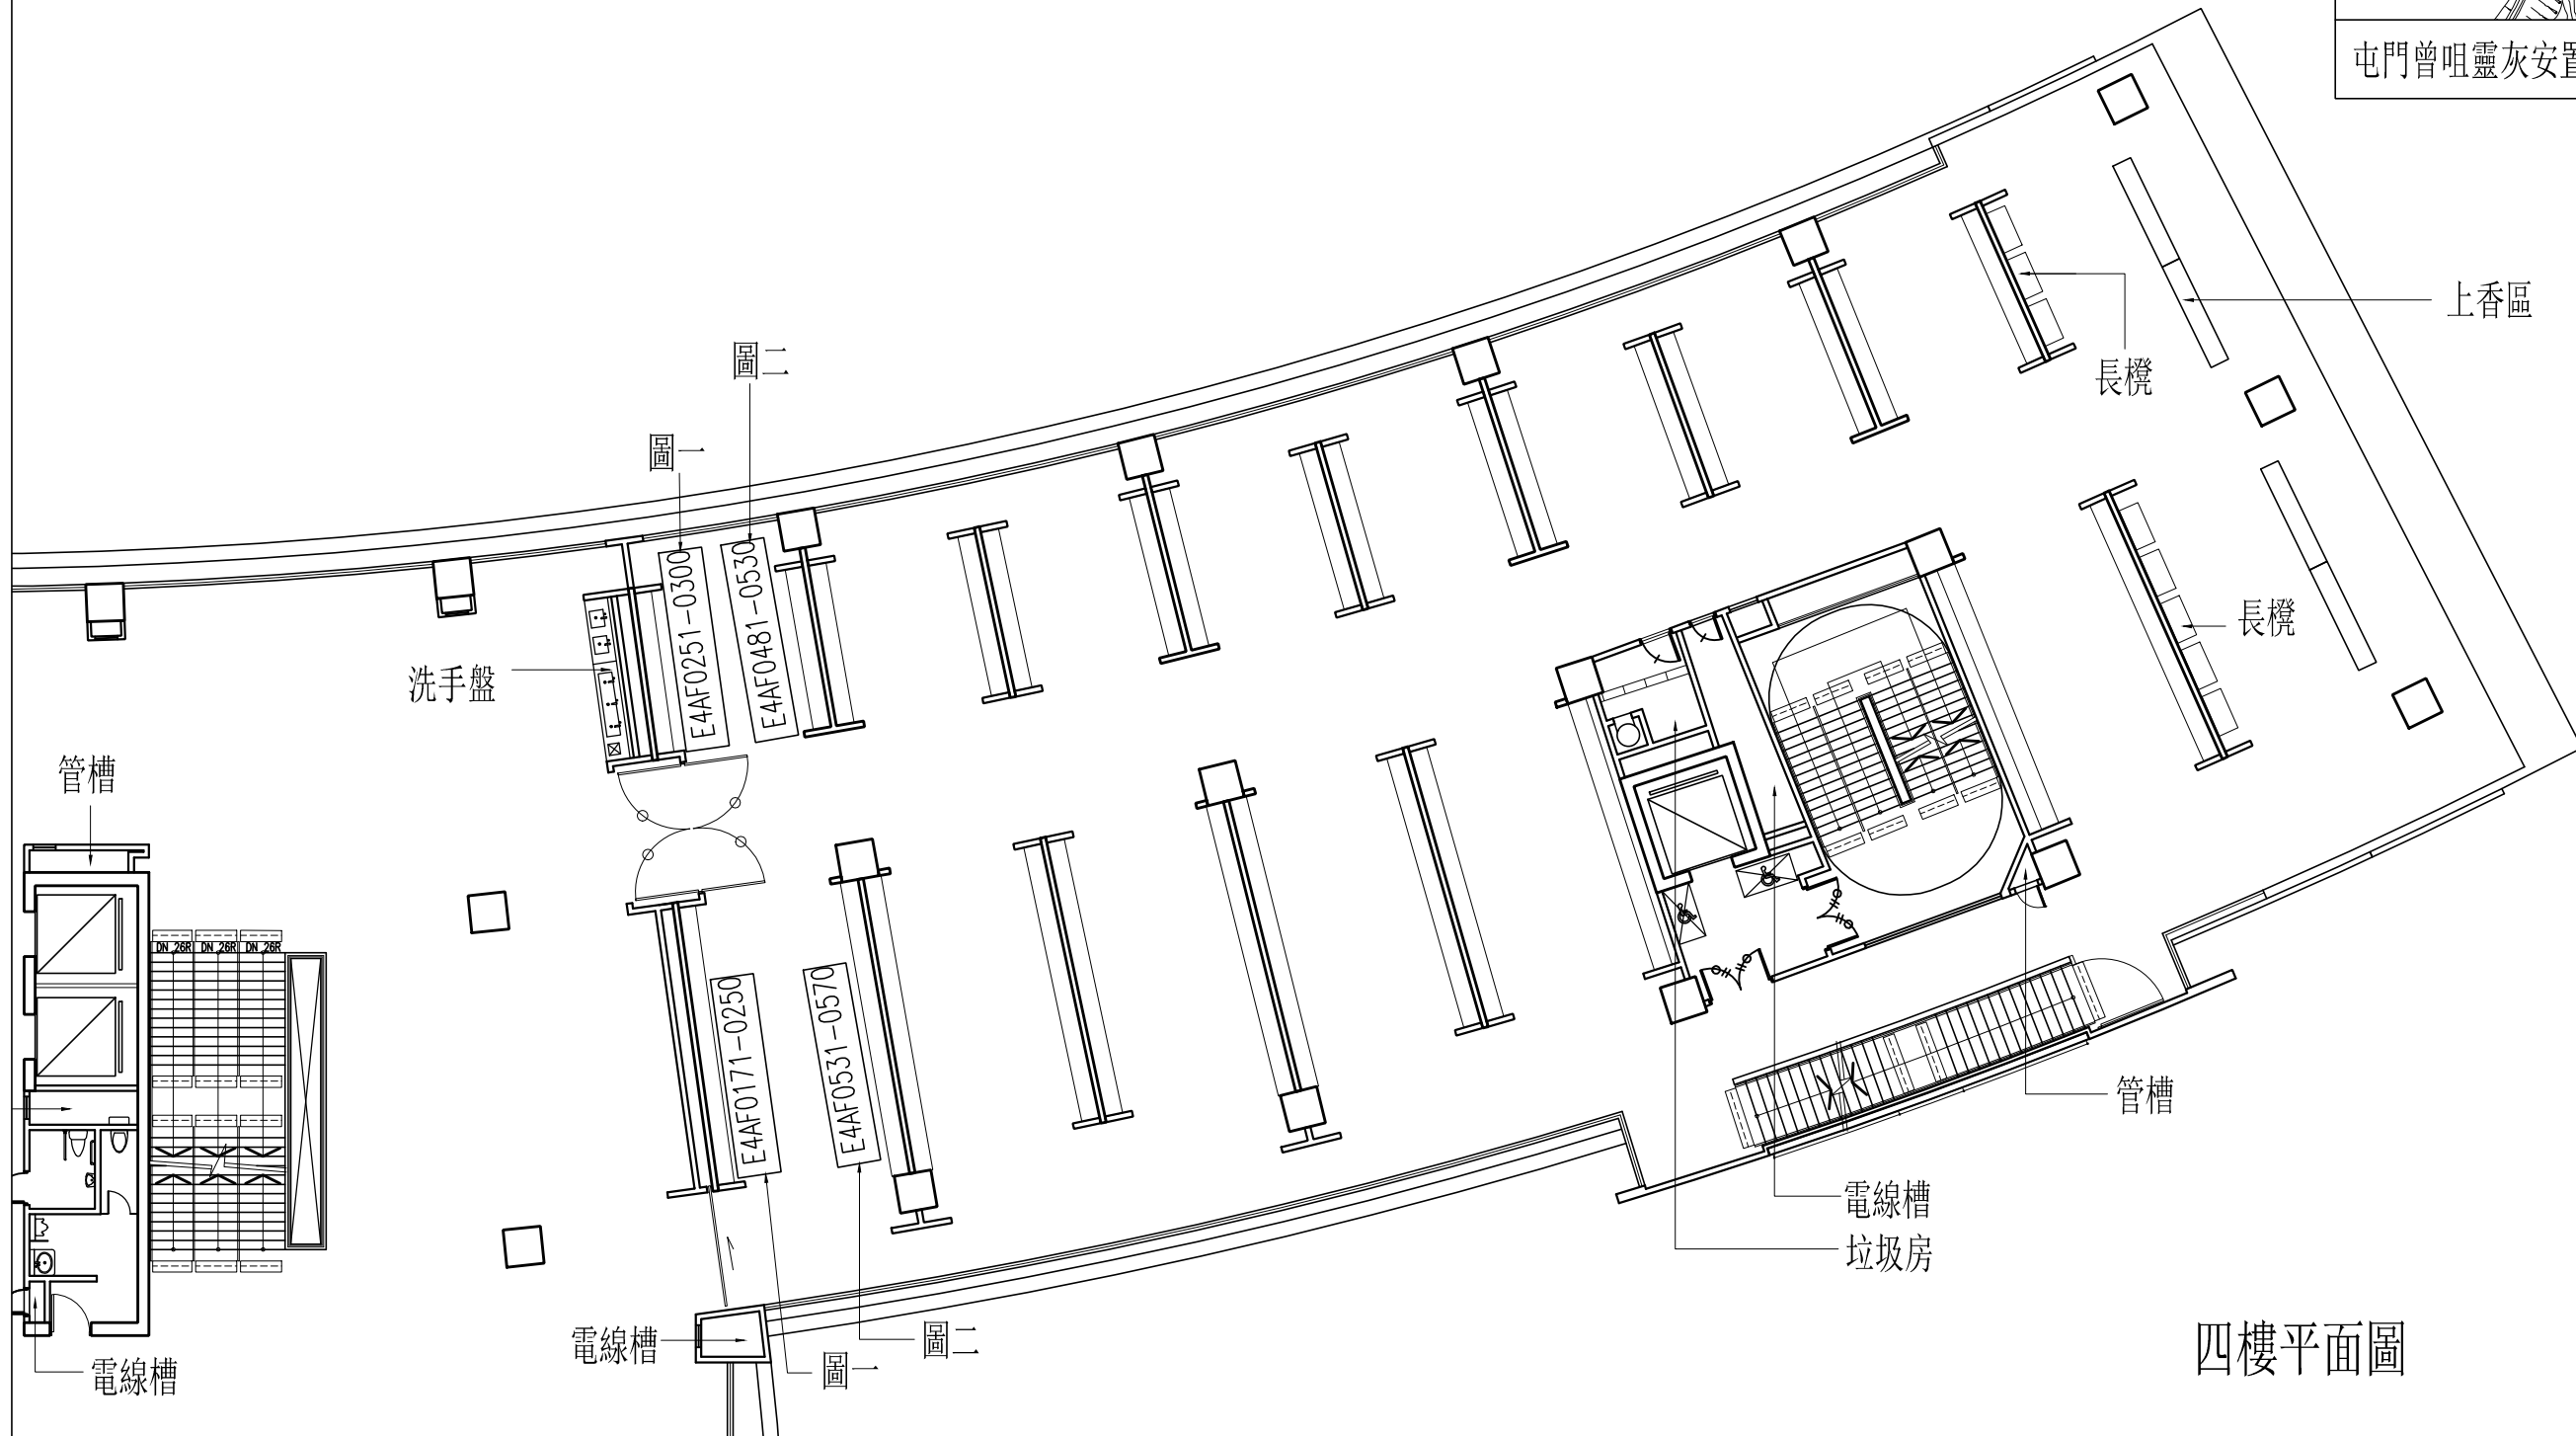 屯門曾咀靈灰安置
上香區
長櫈
圖二
圖一
E4AF0251-0300
E4AF0481-0530
長櫈
洗手盤
管槽
DN 26R
DN 26R
DN 26R
E4AF0171-0250
E4AF0531-0570
管槽
電線槽
垃圾房
電線槽
圖二
圖一
電線槽
四樓平面圖